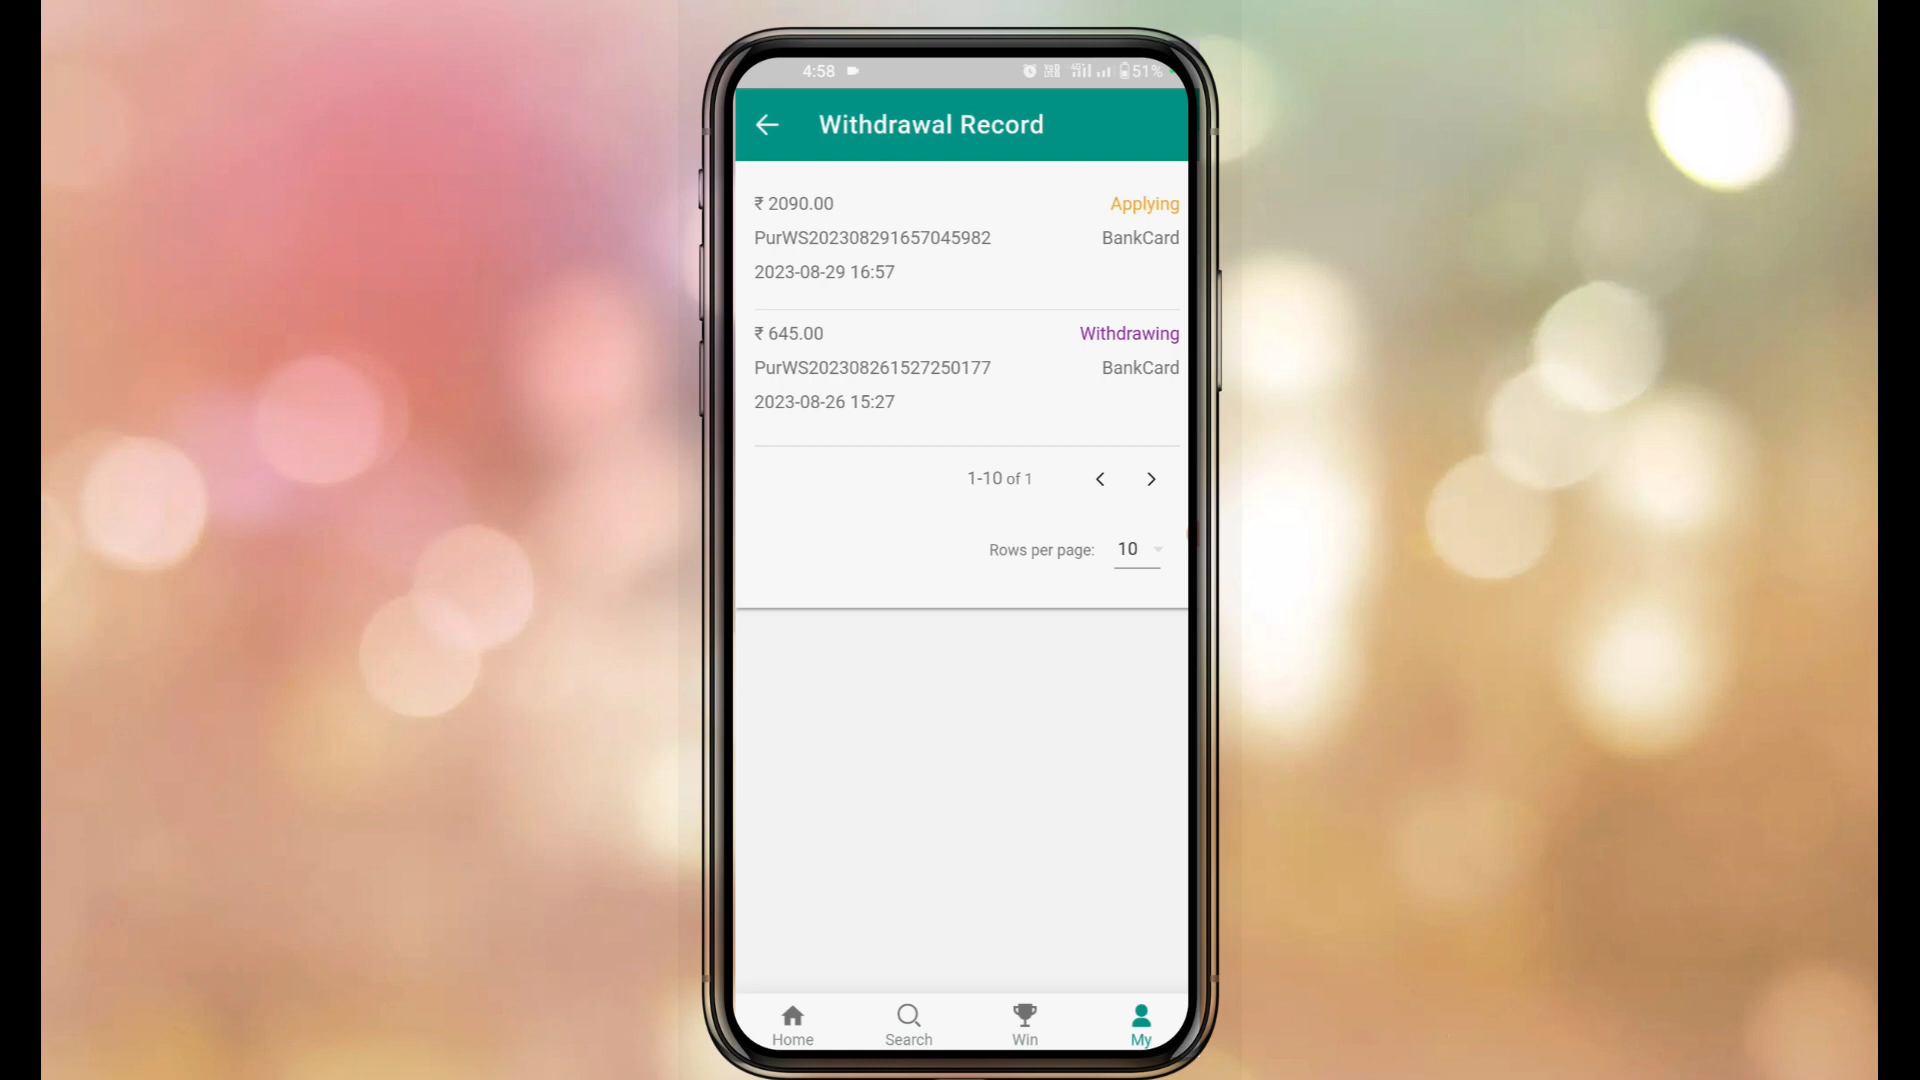 4:58 51%
Withdrawal Record
₹ 2090.00 Applying
PurWS202308291657045982 BankCard
2023-08-29 16:57
₹ 645.00 Withdrawing
PurWS202308261527250177 BankCard
2023-08-26 15:27
1-10 of 1
Rows per page: 10
Home Search Win My